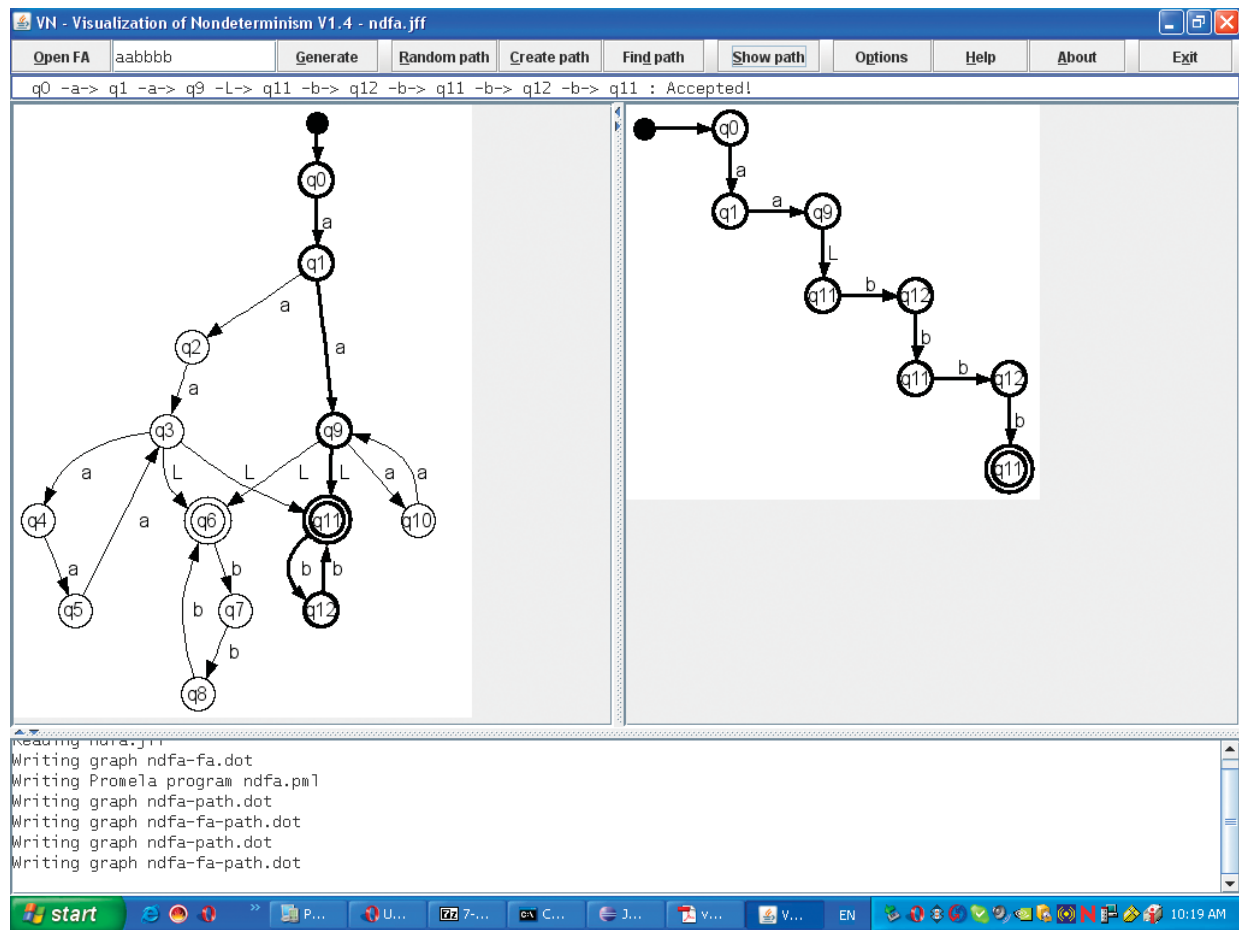 VN - Visualization of Nondeterminism V1.4 - ndfa.jff
Open FA aabbbb Generate Random path Create path Find path Show path Options Help About Exit
q0 -a-> q1 -a-> q9 -L-> q11 -b-> q12 -b-> q11 -b-> q12 -b-> q11 : Accepted!
q0
a
q1
a
a
q2
a
q3
q9
a
L
L
L
L
a
a
q4
a
q6
q11
q10
a
b
b
b
q5
b
q7
q12
b
q8
q0
a
q1
a
q9
L
q11
b
q12
b
q11
b
q12
b
q11
Reading ndfa.jff
Writing graph ndfa-fa.dot
Writing Promela program ndfa.pml
Writing graph ndfa-path.dot
Writing graph ndfa-fa-path.dot
Writing graph ndfa-path.dot
Writing graph ndfa-fa-path.dot
start P... U... 7-... C... J... v... V... EN 10:19 AM